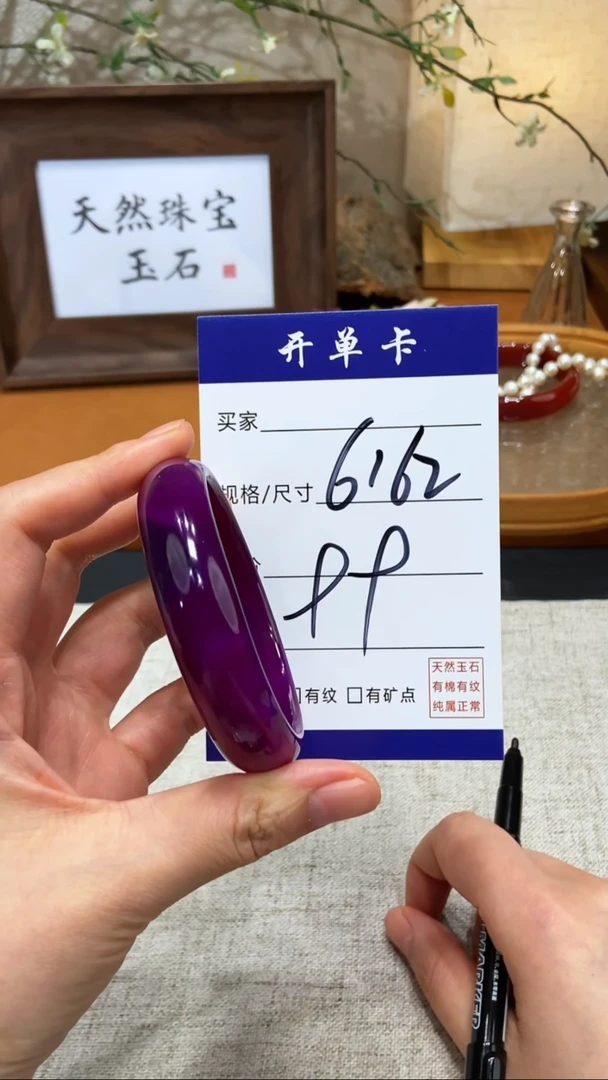 天然珠宝
玉石
开单卡
买家
规格/尺寸 6162
99
有纹 □有矿点
天然玉石
有棉有纹
纯属正常
MARKER